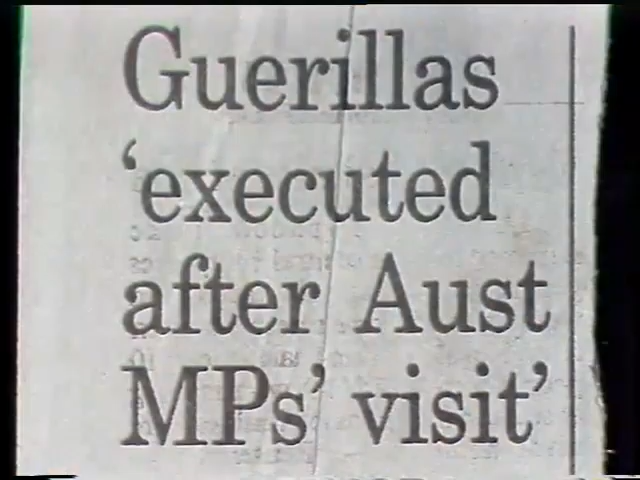 Guerillas
‘executed
after Aust
MPs’ visit’